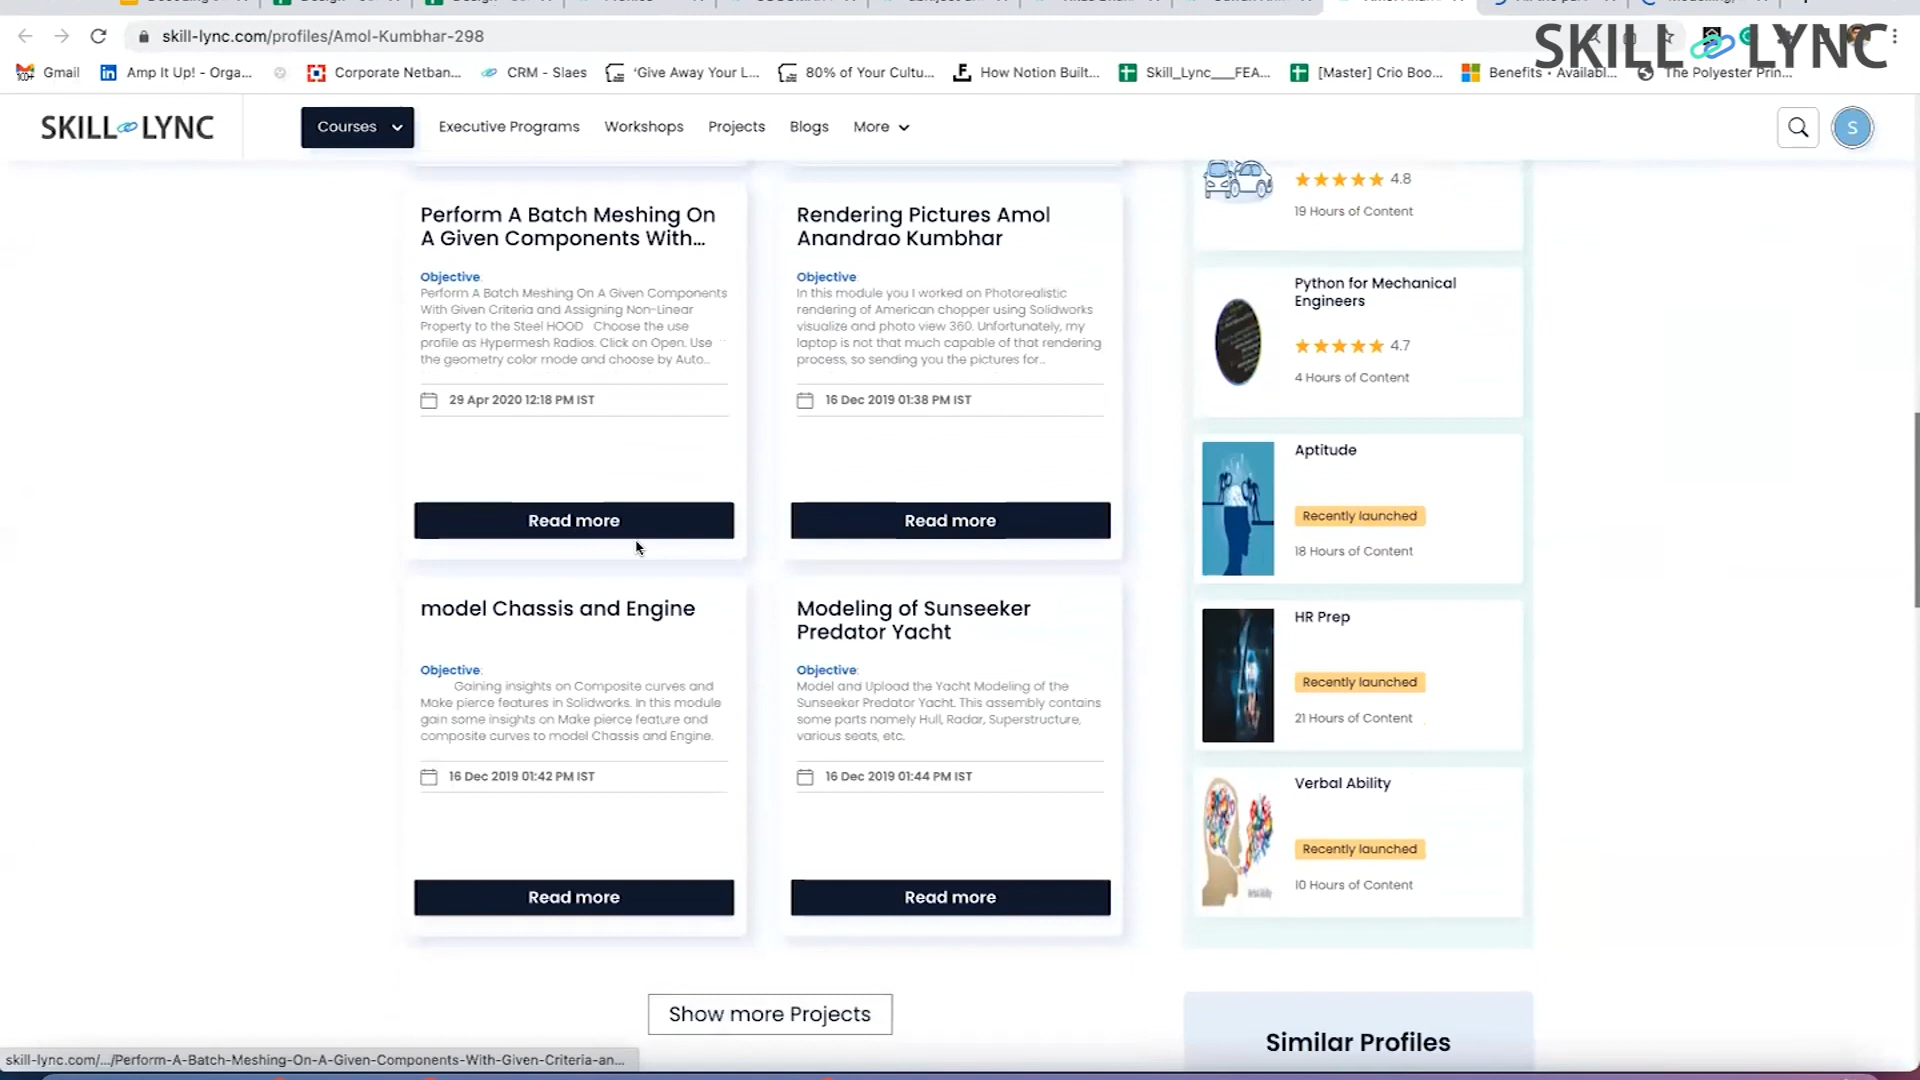 skill-lync.com/profiles/Amol-Kumbhar-298
SKILL LYNC
Gmail
Amp It Up! - Orga...
Corporate Netban...
CRM - Slaes
'Give Away Your L...
80% of Your Cultu...
How Notion Built...
Skill_Lync___FEA...
[Master] Crio Boo...
Benefits • Availabl...
The Polyester Prin...
SKILL LYNC
Courses
Executive Programs
Workshops
Projects
Blogs
More
S
Perform A Batch Meshing On
A Given Components With...
Objective:
Perform A Batch Meshing On A Given Components
With Given Criteria and Assigning Non-Linear
Property to the Steel HOOD Choose the use
profile as Hypermesh Radios. Click on Open. Use
the geometry color mode and choose by Auto...
29 Apr 2020 12:18 PM IST
Read more
Rendering Pictures Amol
Anandrao Kumbhar
Objective:
In this module you I worked on Photorealistic
rendering of American chopper using Solidworks
visualize and photo view 360. Unfortunately, my
laptop is not that much capable of that rendering
process, so sending you the pictures for...
16 Dec 2019 01:38 PM IST
Read more
model Chassis and Engine
Objective:
Gaining insights on Composite curves and
Make pierce features in Solidworks. In this module
gain some insights on Make pierce feature and
composite curves to model Chassis and Engine.
16 Dec 2019 01:42 PM IST
Read more
Modeling of Sunseeker
Predator Yacht
Objective:
Model and Upload the Yacht Modeling of the
Sunseeker Predator Yacht. This assembly contains
some parts namely Hull, Radar, Superstructure,
various seats, etc.
16 Dec 2019 01:44 PM IST
Read more
Show more Projects
4.8
19 Hours of Content
Python for Mechanical
Engineers
4.7
4 Hours of Content
Aptitude
Recently launched
18 Hours of Content
HR Prep
Recently launched
21 Hours of Content
Verbal Ability
Recently launched
10 Hours of Content
Similar Profiles
skill-lync.com/.../Perform-A-Batch-Meshing-On-A-Given-Components-With-Given-Criteria-an...